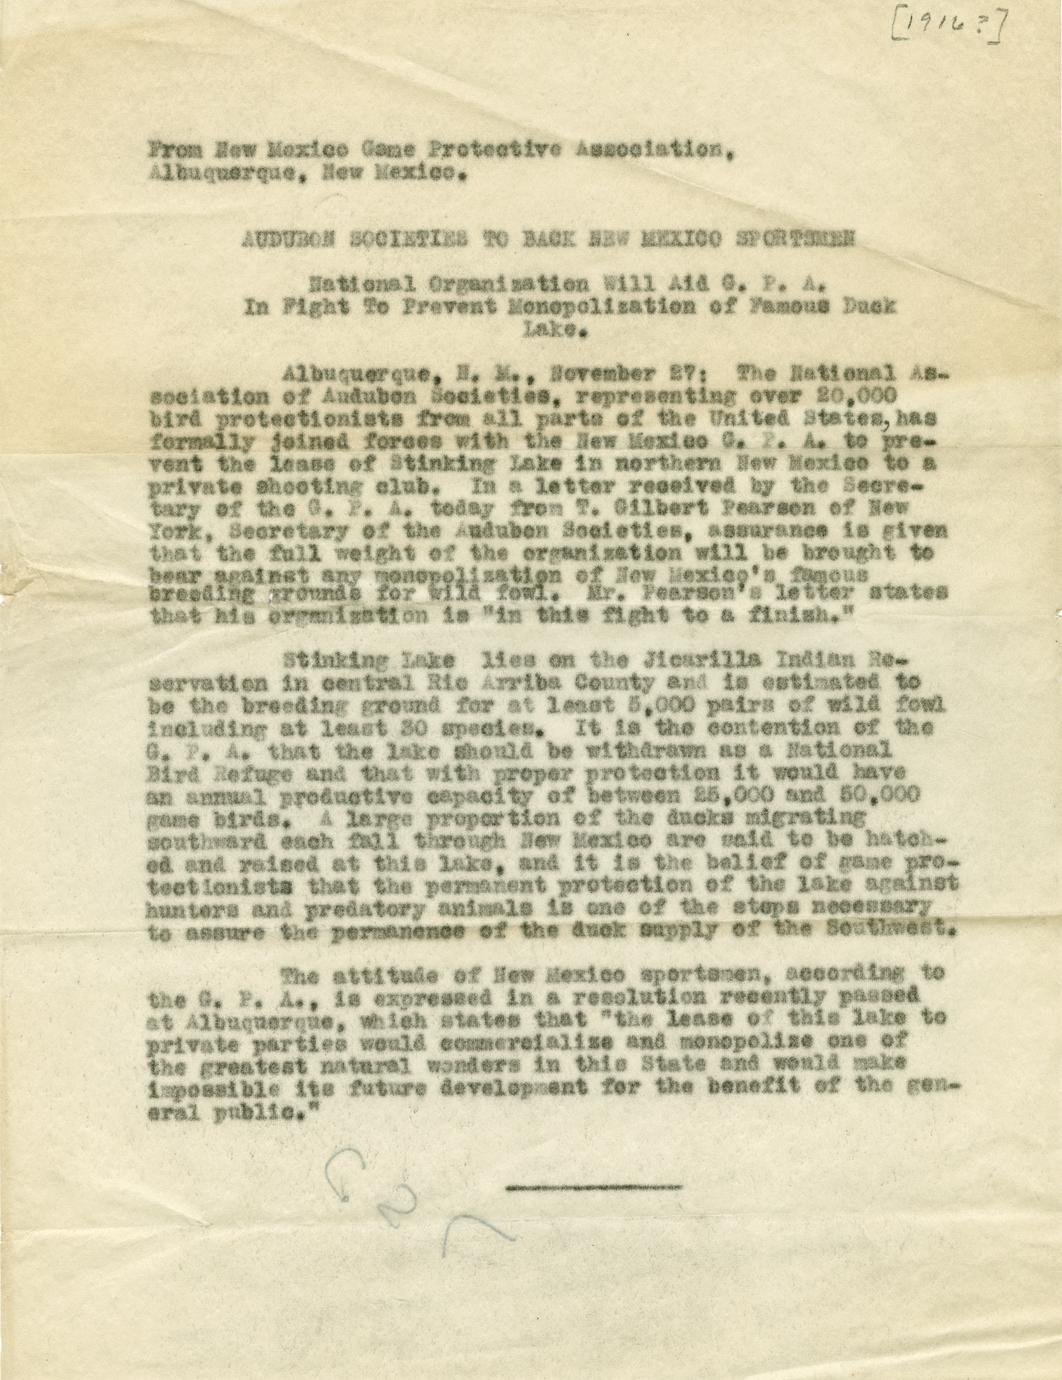 [1916?]
From New Mexico Game Protective Association,
Albuquerque, New Mexico.
AUDUBON SOCIETIES TO BACK NEW MEXICO SPORTSMEN
National Organization Will Aid G. P. A.
In Fight To Prevent Monopolization of Famous Duck
Lake.
Albuquerque, N. M., November 27: The National As-
sociation of Audubon Societies, representing over 20,000
bird protectionists from all parts of the United States, has
formally joined forces with the New Mexico G. P. A. to pre-
vent the lease of Stinking Lake in northern New Mexico to a
private shooting club. In a letter received by the Secre-
tary of the G. P. A. today from T. Gilbert Pearson of New
York, Secretary of the Audubon Societies, assurance is given
that the full weight of the organization will be brought to
bear against any monopolization of New Mexico's famous
breeding grounds for wild fowl. Mr. Pearson's letter states
that his organization is "in this fight to a finish."
Stinking Lake lies on the Jicarilla Indian Re-
servation in central Rio Arriba County and is estimated to
be the breeding ground for at least 5,000 pairs of wild fowl
including at least 30 species. It is the contention of the
G. P. A. that the lake should be withdrawn as a National
Bird Refuge and that with proper protection it would have
an annual productive capacity of between 25,000 and 50,000
game birds. A large proportion of the ducks migrating
southward each fall through New Mexico are said to be hatch-
ed and raised at this lake, and it is the belief of game pro-
tectionists that the permanent protection of the lake against
hunters and predatory animals is one of the steps necessary
to assure the permanence of the duck supply of the Southwest.
The attitude of New Mexico sportsmen, according to
the G. P. A., is expressed in a resolution recently passed
at Albuquerque, which states that "the lease of this lake to
private parties would commercialize and monopolize one of
the greatest natural wonders in this State and would make
impossible its future development for the benefit of the gen-
eral public."